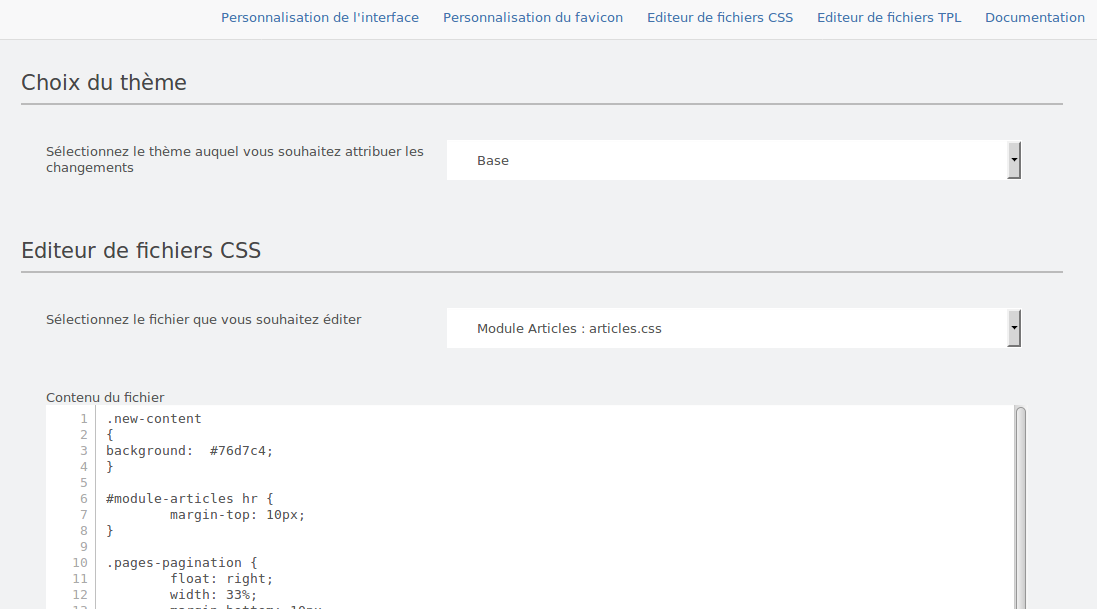 Personnalisation de l'interface Personnalisation du favicon Editeur de fichiers CSS Editeur de fichiers TPL Documentation
Choix du thème
Sélectionnez le thème auquel vous souhaitez attribuer les
changements
Base
Editeur de fichiers CSS
Sélectionnez le fichier que vous souhaitez éditer
Module Articles : articles.css
Contenu du fichier
1 .new-content
2 {
3 background:  #76d7c4;
4 }
5
6 #module-articles hr {
7         margin-top: 10px;
8 }
9
10 .pages-pagination {
11         float: right;
12         width: 33%;
13         margin-bottom: 10px